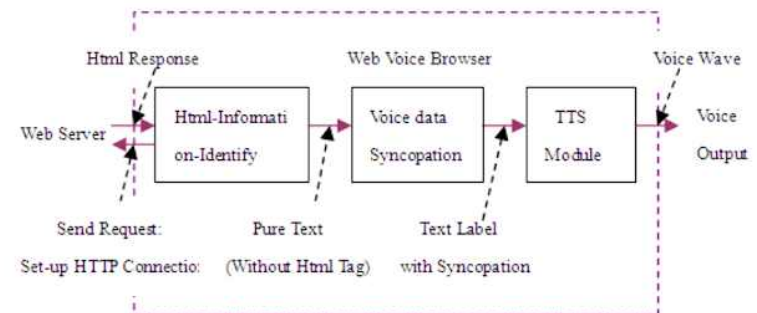 Html Response
Web Voice Browser
Voice Wave
Web Server
Html-Informati
on-Identify
Voice data
Syncopation
TTS
Module
Voice
Output
Send Request:
Set-up HTTP Connectio:
Pure Text
(Without Html Tag)
Text Label
with Syncopation